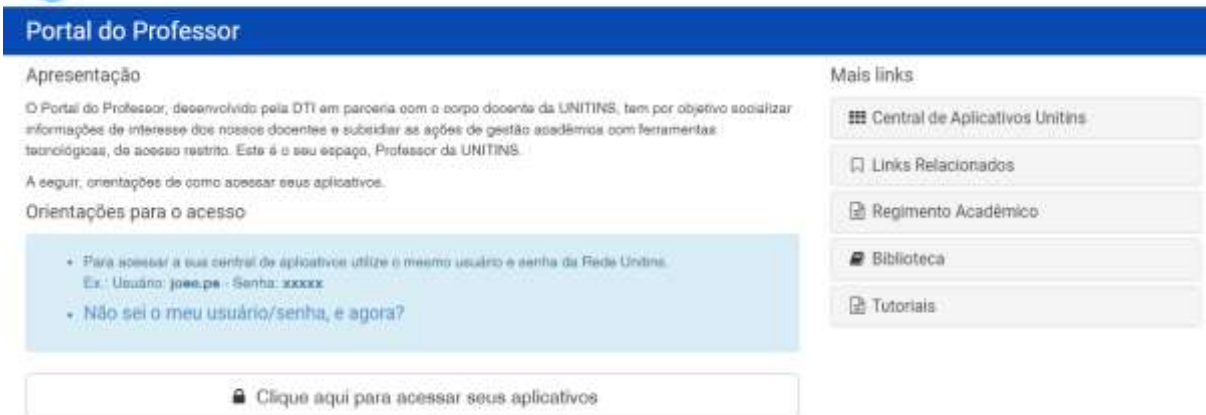 Portal do Professor
Apresentação
O Portal do Professor, desenvolvido pela DTI em parceria com o corpo docente da UNITINS, tem por objetivo socializar
informações de interesse dos nossos docentes e subsidiar as ações de gestão acadêmica com ferramentas
tecnológicas, de acesso restrito. Este é o seu espaço, Professor da UNITINS.
A seguir, orientações de como acessar seus aplicativos.
Orientações para o acesso
• Para acessar a sua central de aplicativos utilize o mesmo usuário e senha da Rede Unitins.
Ex.: Usuário: joao.ps - Senha: xxxxx
• Não sei o meu usuário/senha, e agora?
Clique aqui para acessar seus aplicativos
Mais links
Central de Aplicativos Unitins
Links Relacionados
Regimento Acadêmico
Biblioteca
Tutoriais